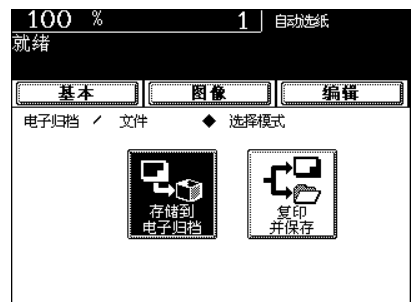 100 % 1 自动选纸
就绪
基本 图像 编辑
电子归档 / 文件 ◆ 选择模式
存储到
电子归档
复印
并保存